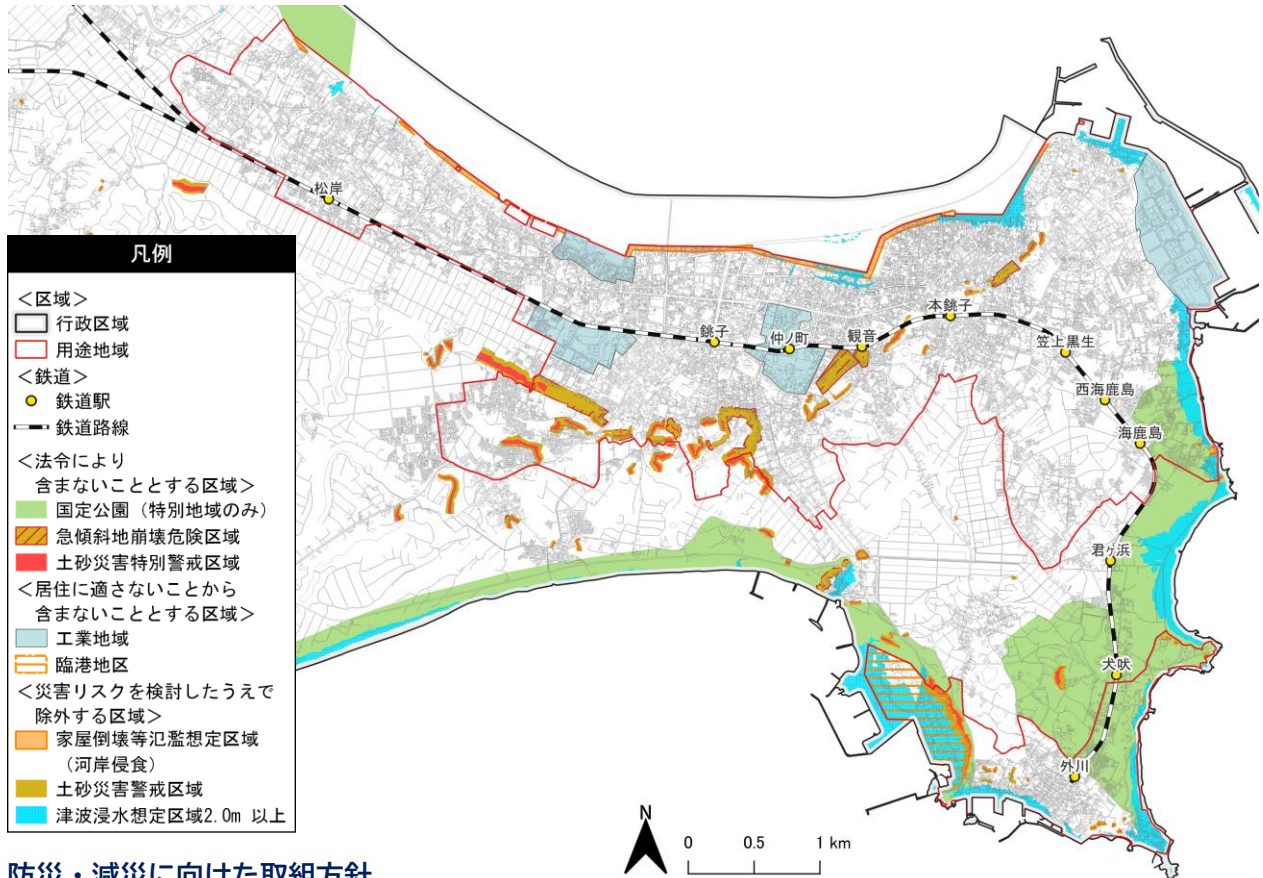 松岸
銚子
仲ノ町
観音
本銚子
笠上黒生
西海鹿島
海鹿島
君ヶ浜
犬吠
外川
凡例
＜区域＞
行政区域
用途地域
＜鉄道＞
鉄道駅
鉄道路線
＜法令により
含まないこととする区域＞
国定公園（特別地域のみ）
急傾斜地崩壊危険区域
土砂災害特別警戒区域
＜居住に適さないことから
含まないこととする区域＞
工業地域
臨港地区
＜災害リスクを検討したうえで
除外する区域＞
家屋倒壊等氾濫想定区域
（河岸侵食）
土砂災害警戒区域
津波浸水想定区域2.0m 以上
N
0 0.5 1 km
防災・減災に向けた取組方針